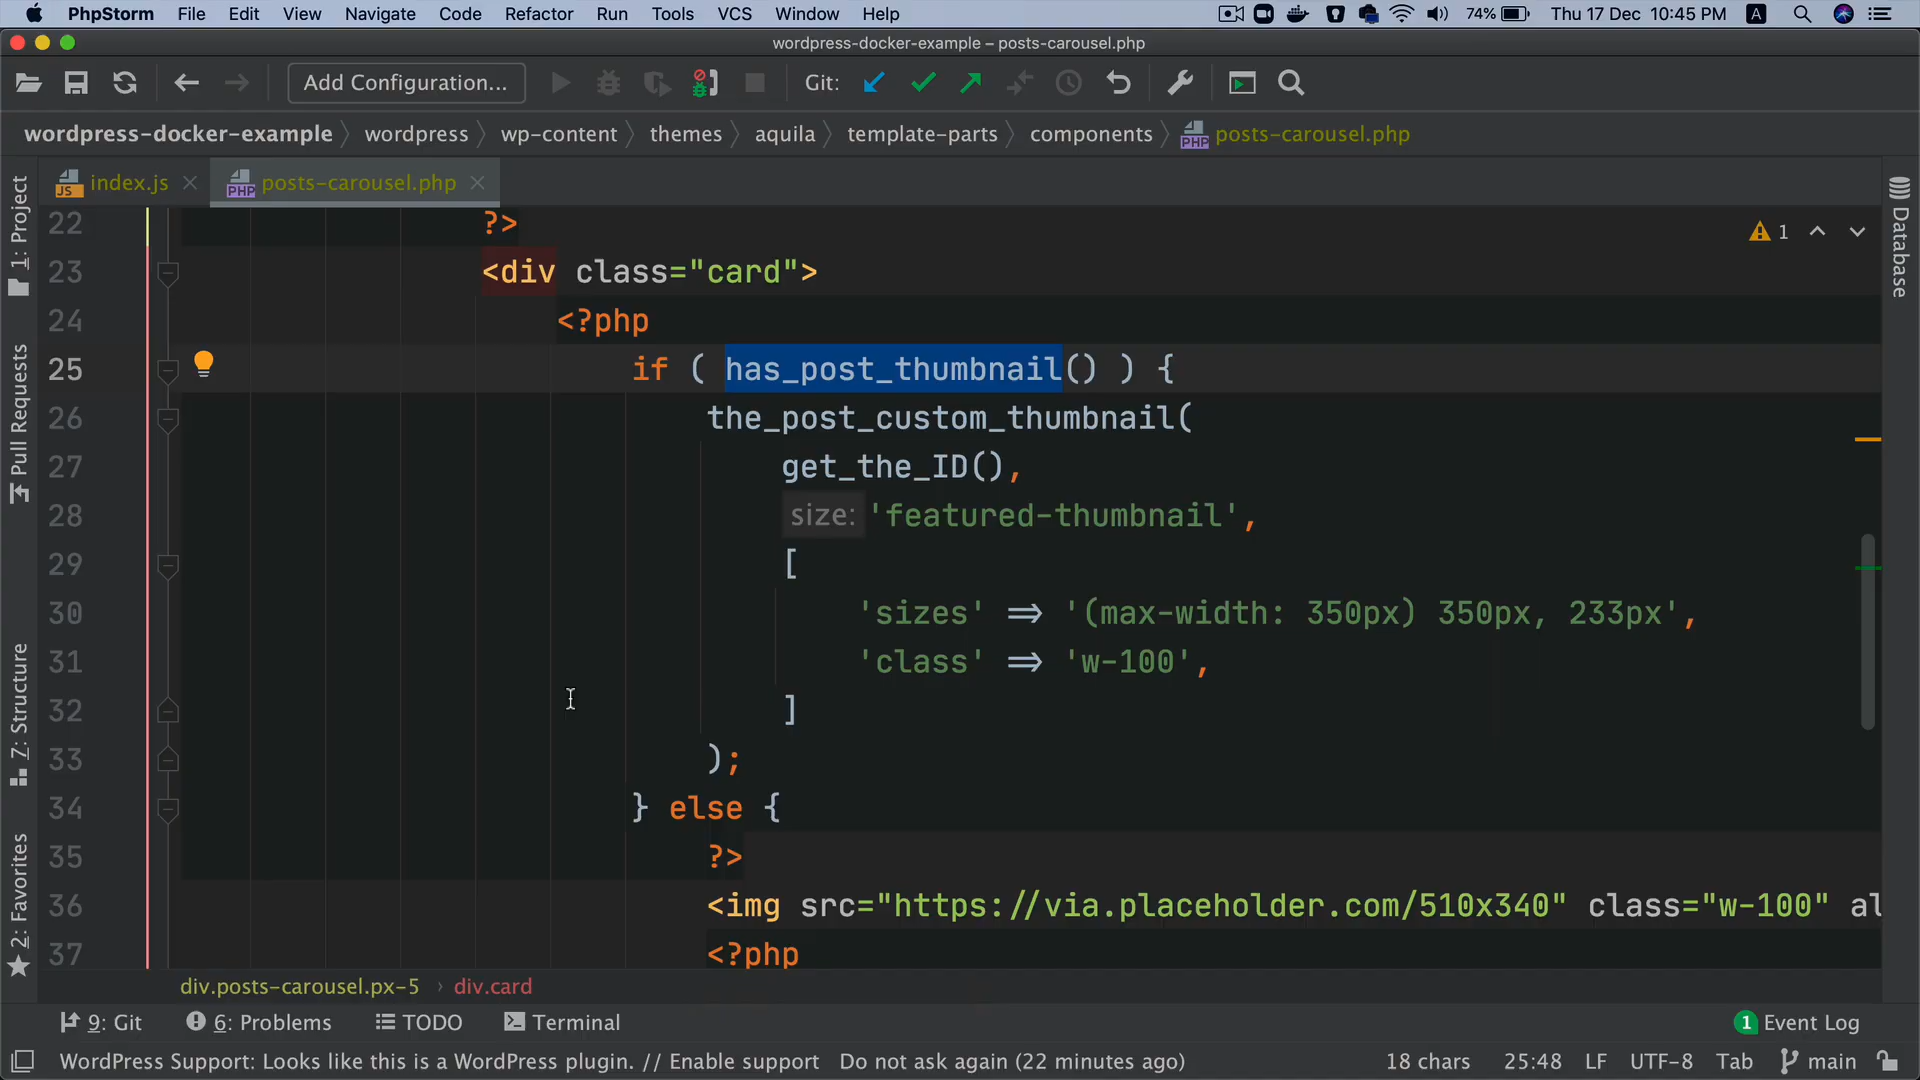 PhpStorm File Edit View Navigate Code Refactor Run Tools VCS Window Help 74% Thu 17 Dec 10:45 PM A
wordpress-docker-example – posts-carousel.php
Add Configuration... Git:
wordpress-docker-example wordpress wp-content themes aquila template-parts components PHP posts-carousel.php
JS index.js PHP posts-carousel.php
1: Project
Pull Requests
Z: Structure
2: Favorites
Database
1
22 ?>
23 <div class="card">
24 <?php
25 if ( has_post_thumbnail() ) {
26 the_post_custom_thumbnail(
27 get_the_ID(),
28 size: 'featured-thumbnail',
29 [
30 'sizes' => '(max-width: 350px) 350px, 233px',
31 'class' => 'w-100',
32 ]
33 );
34 } else {
35 ?>
36 <img src="https://via.placeholder.com/510x340" class="w-100" al
37 <?php
div.posts-carousel.px-5 › div.card
9: Git 6: Problems TODO Terminal 1 Event Log
WordPress Support: Looks like this is a WordPress plugin. // Enable support Do not ask again (22 minutes ago) 18 chars 25:48 LF UTF-8 Tab main